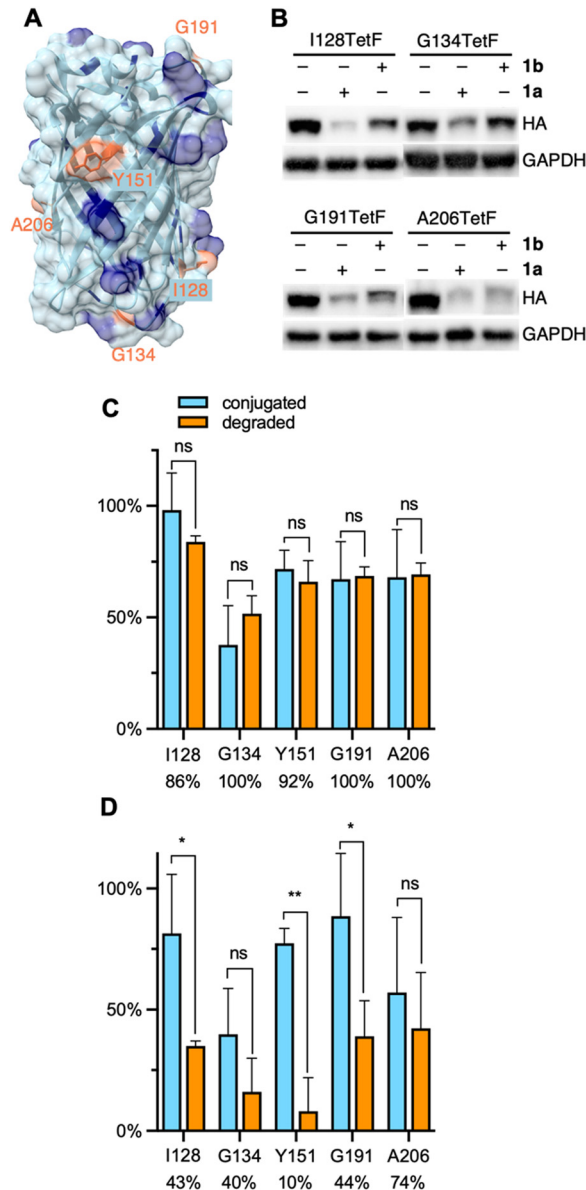 A
G191
Y151
A206
I128
G134
B
I128TetF G134TetF
– – + – – + 1b
– + – – + – 1a
HA
GAPDH
G191TetF A206TetF
– – + – – + 1b
– + – – + – 1a
HA
GAPDH
C
conjugated
degraded
ns ns ns ns ns
100%
50%
0%
I128 G134 Y151 G191 A206
86% 100% 92% 100% 100%
D
* ns ** * ns
100%
50%
0%
I128 G134 Y151 G191 A206
43% 40% 10% 44% 74%